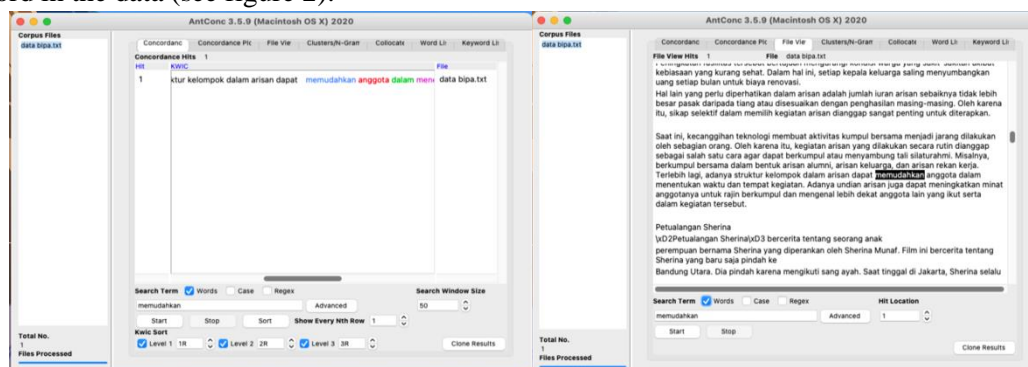 ord in the data (see figure 2).
AntConc 3.5.9 (Macintosh OS X) 2020
Corpus Files
data bipa.txt
Concordanc Concordance Plc File Vie Clusters/N-Gram Collocate Word Li Keyword Li
Concordance Hits 1
Hit KWIC File
1 ktur kelompok dalam arisan dapat memudahkan anggota dalam mene data bipa.txt
Search Term Words Case Regex Search Window Size
memudahkan Advanced 50
Start Stop Sort Show Every Nth Row 1
Kwic Sort
Level 1 1R Level 2 2R Level 3 3R Clone Results
Total No.
1
Files Processed
AntConc 3.5.9 (Macintosh OS X) 2020
Corpus Files
data bipa.txt
Concordanc Concordance Plc File Vie Clusters/N-Gram Collocate Word Li Keyword Li
File View Hits 1 File data bipa.txt
kebiasaan yang kurang sehat. Dalam hal ini, setiap kepala keluarga saling menyumbangkan
uang setiap bulan untuk biaya renovasi.
Hal lain yang perlu diperhatikan dalam arisan adalah jumlah iuran arisan sebaiknya tidak lebih
besar pasak daripada tiang atau disesuaikan dengan penghasilan masing-masing. Oleh karena
itu, sikap selektif dalam memilih kegiatan arisan dianggap sangat penting untuk diterapkan.
Saat ini, kecanggihan teknologi membuat aktivitas kumpul bersama menjadi jarang dilakukan
oleh sebagian orang. Oleh karena itu, kegiatan arisan yang dilakukan secara rutin dianggap
sebagai salah satu cara agar dapat berkumpul atau menyambung tali silaturahmi. Misalnya,
berkumpul bersama dalam bentuk arisan alumni, arisan keluarga, dan arisan rekan kerja.
Terlebih lagi, adanya struktur kelompok dalam arisan dapat memudahkan anggota dalam
menentukan waktu dan tempat kegiatan. Adanya undian arisan juga dapat meningkatkan minat
anggotanya untuk rajin berkumpul dan mengenal lebih dekat anggota lain yang ikut serta
dalam kegiatan tersebut.
Petualangan Sherina
\xD2Petualangan Sherina\xD3 bercerita tentang seorang anak
perempuan bernama Sherina yang diperankan oleh Sherina Munaf. Film ini bercerita tentang
Sherina yang baru saja pindah ke
Bandung Utara. Dia pindah karena mengikuti sang ayah. Saat tinggal di Jakarta, Sherina selalu
Search Term Words Case Regex Hit Location
memudahkan Advanced 1
Start Stop
Clone Results
Total No.
1
Files Processed